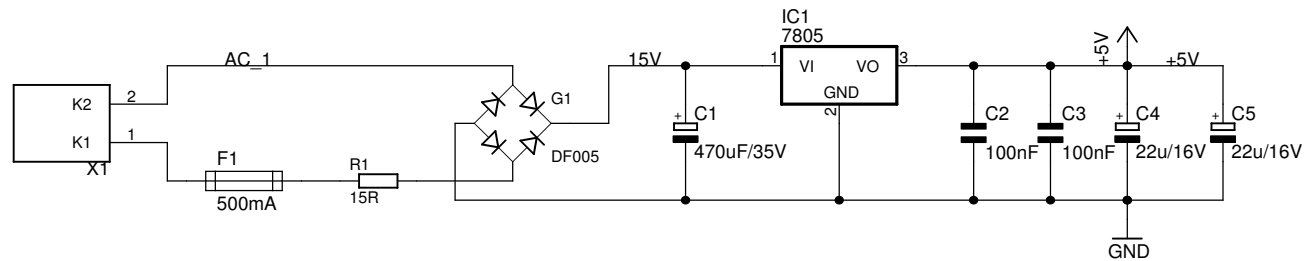 IC1
7805
AC_1
15V
1
VI
VO
3
+5V
+5V
K2
2
G1
GND
2
K1
1
X1
F1
500mA
R1
15R
DF005
+
C1
470uF/35V
C2
100nF
C3
100nF
+
C4
22u/16V
+
C5
22u/16V
GND